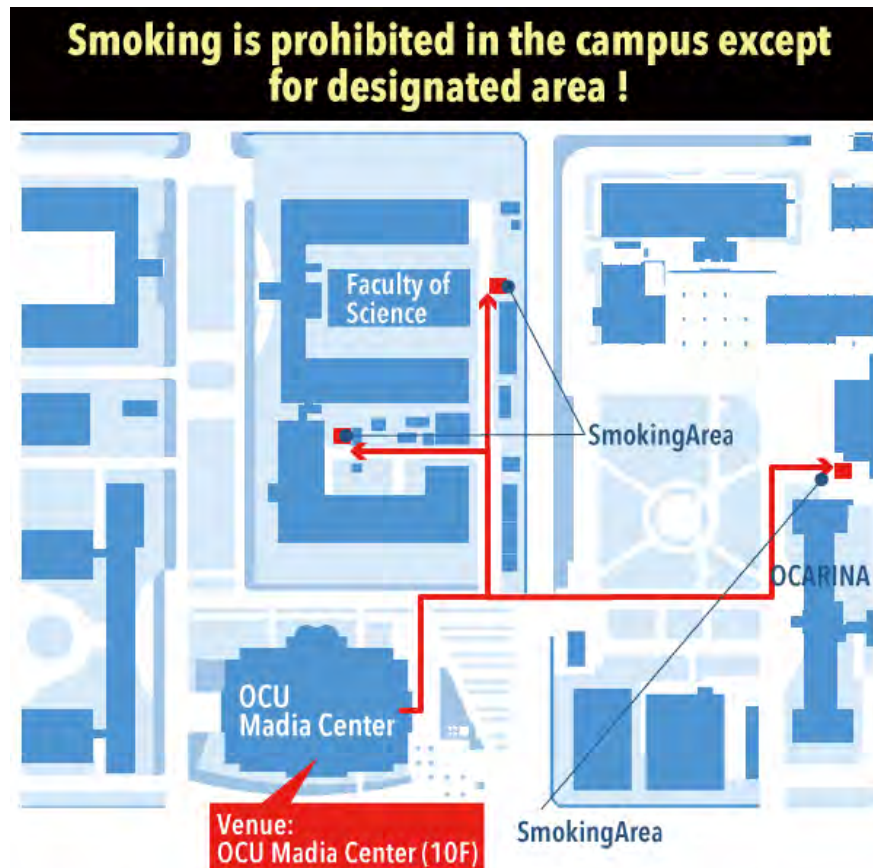 Smoking is prohibited in the campus except
for designated area !
Faculty of
Science
SmokingArea
OCARINA
OCU
Madia Center
Venue:
OCU Madia Center (10F)
SmokingArea